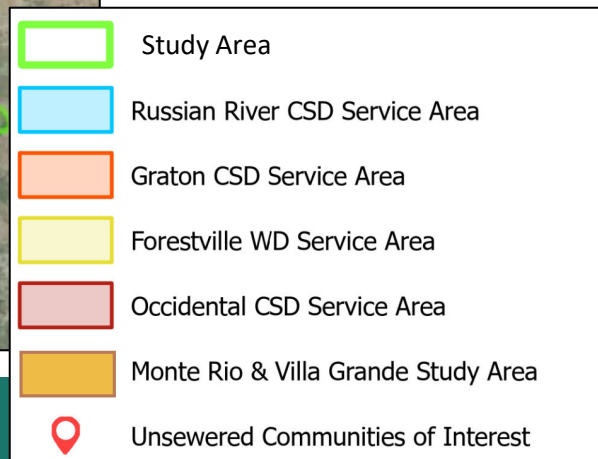 Study Area
Russian River CSD Service Area
Graton CSD Service Area
Forestville WD Service Area
Occidental CSD Service Area
Monte Rio & Villa Grande Study Area
Unsewered Communities of Interest